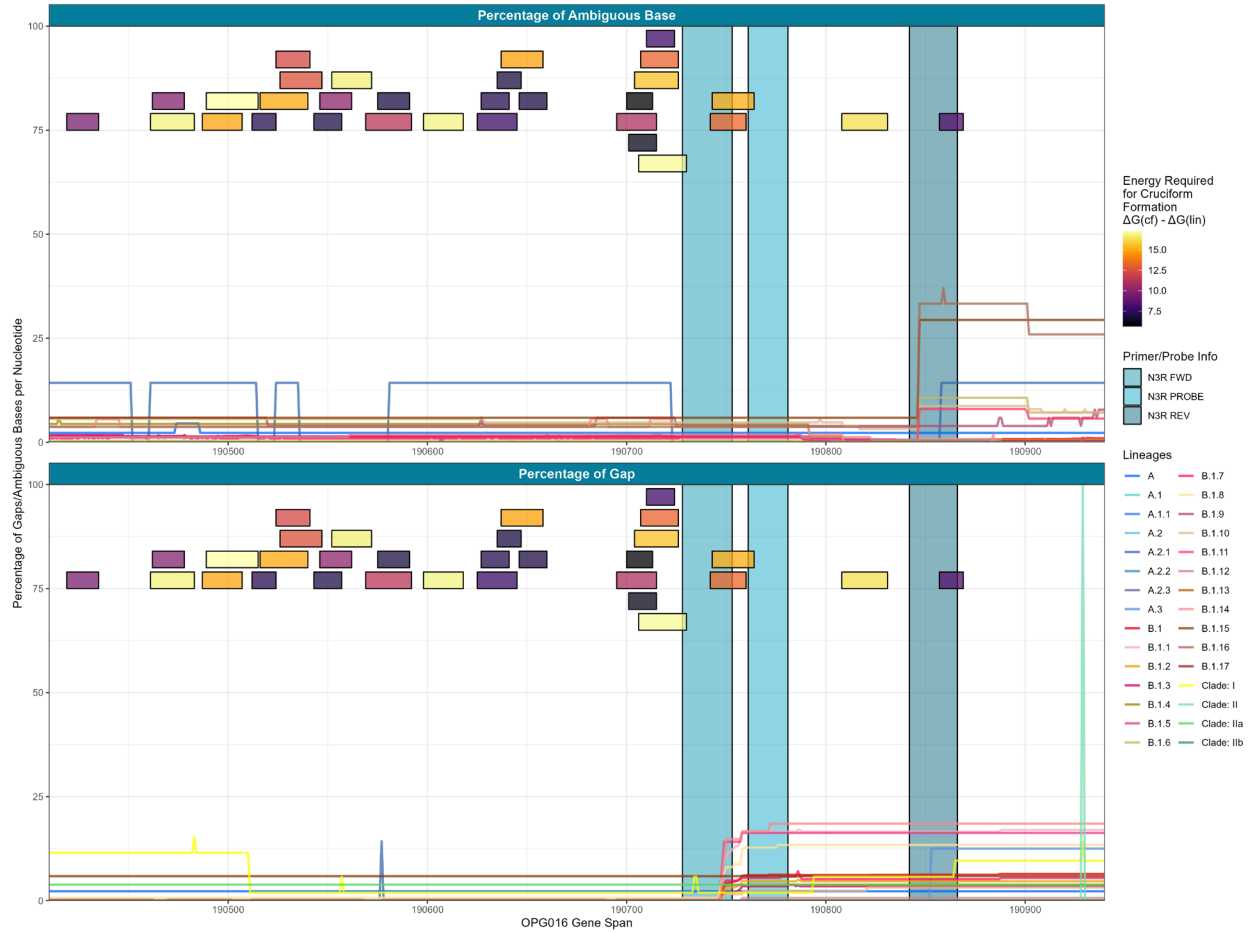 Percentage of Ambiguous Base
100
75
50
25
0
190500
190600
190700
190800
190900
Percentage of Gap
100
75
50
25
0
190500
190600
190700
190800
190900
OPG016 Gene Span
Percentage of Gaps/Ambiguous Bases per Nucleotide
Energy Required
for Cruciform
Formation
ΔG(cf) - ΔG(lin)
15.0
12.5
10.0
7.5
Primer/Probe Info
N3R FWD
N3R PROBE
N3R REV
Lineages
A
A.1
A.1.1
A.2
A.2.1
A.2.2
A.2.3
A.3
B.1
B.1.1
B.1.2
B.1.3
B.1.4
B.1.5
B.1.6
B.1.7
B.1.8
B.1.9
B.1.10
B.1.11
B.1.12
B.1.13
B.1.14
B.1.15
B.1.16
B.1.17
Clade: I
Clade: II
Clade: IIa
Clade: IIb